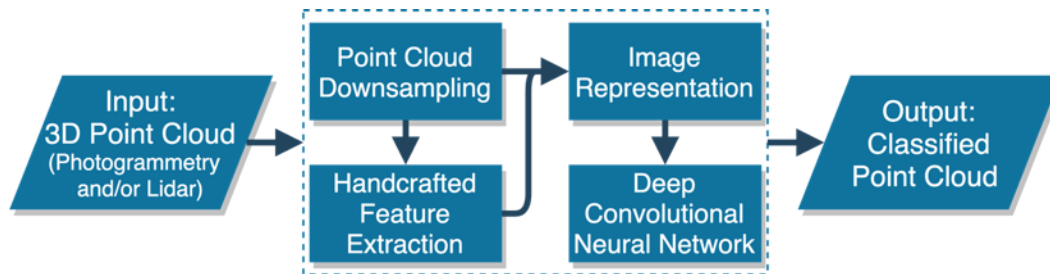 Input:
3D Point Cloud
(Photogrammetry
and/or Lidar)
Point Cloud
Downsampling
Handcrafted
Feature
Extraction
Image
Representation
Deep
Convolutional
Neural Network
Output:
Classified
Point Cloud